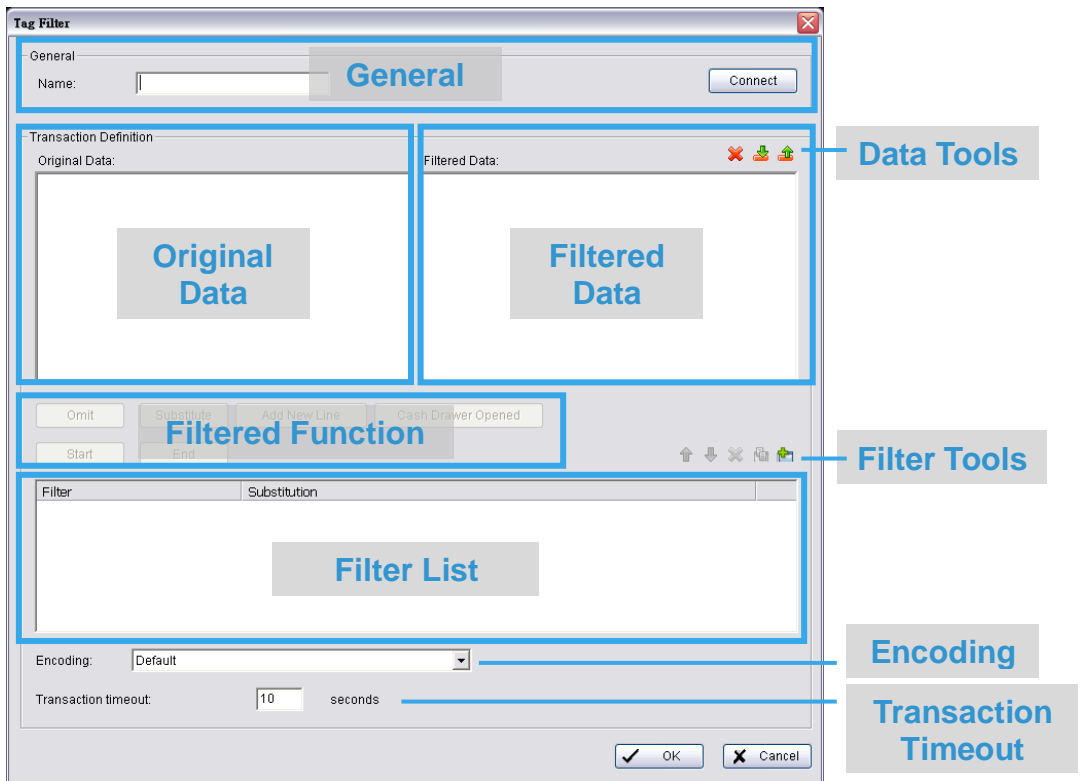 Tag Filter
General
Name:
General
Connect
Transaction Definition
Original Data:
Filtered Data:
Data Tools
Original
Data
Filtered
Data
Omit
Substitute
Add New Line
Cash Drawer Opened
Filtered Function
Start
End
Filter Tools
Filter
Substitution
Filter List
Encoding:
Default
Encoding
Transaction timeout:
10
seconds
Transaction
Timeout
OK
Cancel